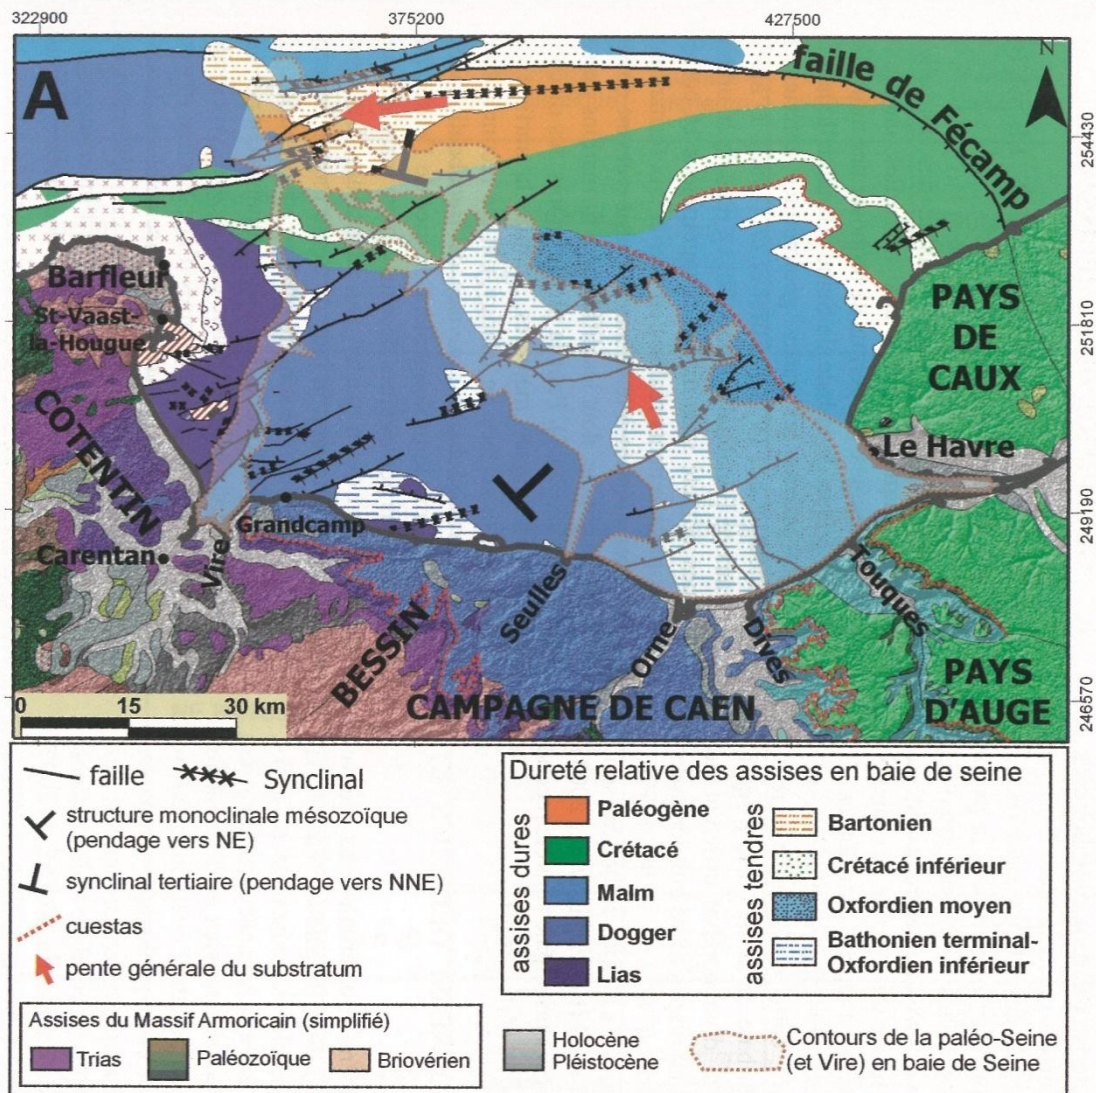 322900
375200
427500
A
N
faille de Fécamp
254430
251810
249190
246570
Barfleur
St-Vaast-
la-Hougue
COTENTIN
Carentan
Vire
Grandcamp
BESSIN
Seulles
Orne
Dives
Touques
CAMPAGNE DE CAEN
PAYS
DE
CAUX
Le Havre
PAYS
D'AUGE
0 15 30 km
faille
Synclinal
structure monoclinale mésozoïque
(pendage vers NE)
synclinal tertiaire (pendage vers NNE)
cuestas
pente générale du substratum
Dureté relative des assises en baie de seine
assises dures
Paléogène
Crétacé
Malm
Dogger
Lias
assises tendres
Bartonien
Crétacé inférieur
Oxfordien moyen
Bathonien terminal-
Oxfordien inférieur
Assises du Massif Armoricain (simplifié)
Trias
Paléozoïque
Briovérien
Holocène
Pléistocène
Contours de la paléo-Seine
(et Vire) en baie de Seine